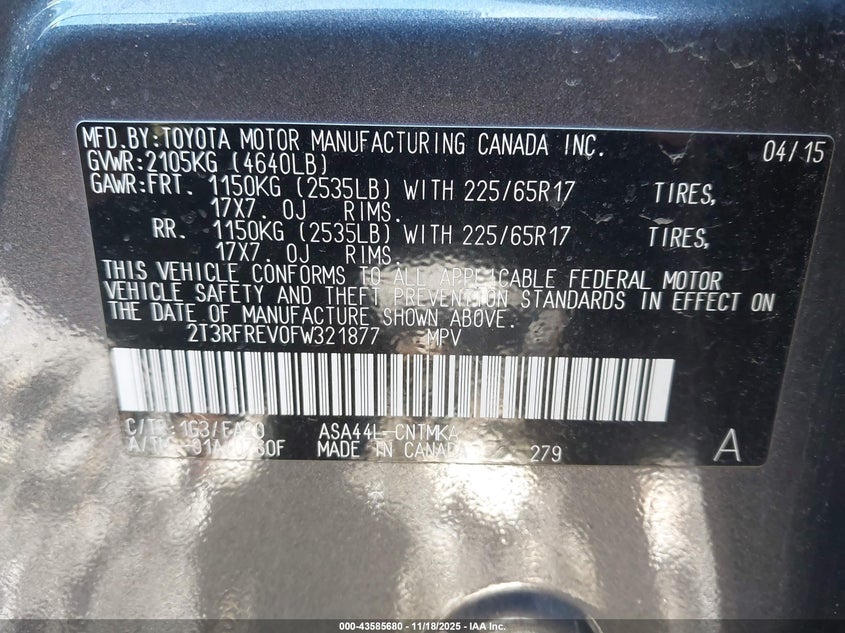 MFD.BY:TOYOTA MOTOR MANUFACTURING CANADA INC. 04/15
GVWR:2105KG (4640LB)
GAWR:FRT. 1150KG (2535LB) WITH 225/65R17 TIRES,
17X7.0J RIMS.
RR. 1150KG (2535LB) WITH 225/65R17 TIRES,
17X7.0J RIMS.
THIS VEHICLE CONFORMS TO ALL APPLICABLE FEDERAL MOTOR
VEHICLE SAFETY AND THEFT PREVENTION STANDARDS IN EFFECT ON
THE DATE OF MANUFACTURE SHOWN ABOVE.
2T3RFREV0FW321877 MPV
ASA44L-CNTMKA
MADE IN CANADA 279 A
000-43585680 - 11/18/2025 - IAA Inc.